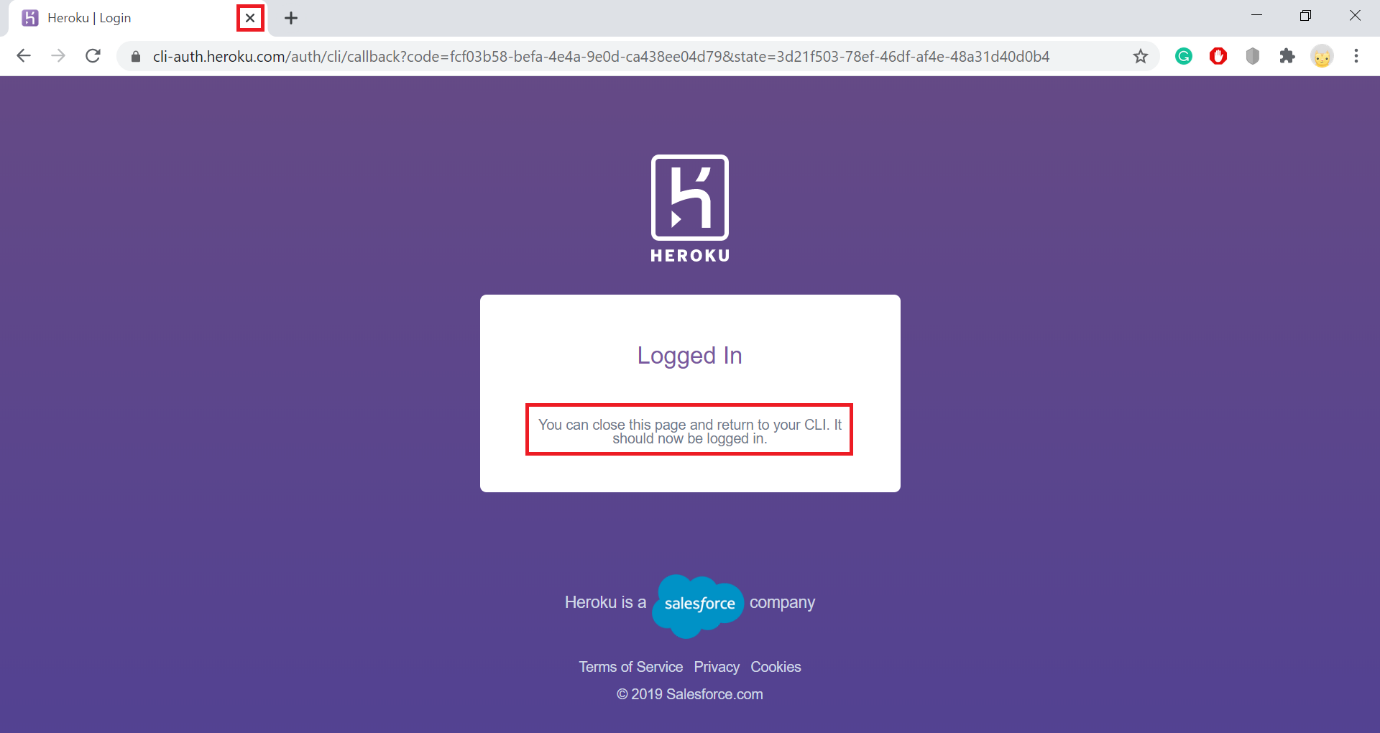 Heroku | Login
cli-auth.heroku.com/auth/cli/callback?code=fcf03b58-befa-4e4a-9e0d-ca438ee04d79&state=3d21f503-78ef-46df-af4e-48a31d40d0b4
HEROKU
Logged In
You can close this page and return to your CLI. It
should now be logged in.
Heroku is a salesforce company
Terms of Service Privacy Cookies
© 2019 Salesforce.com